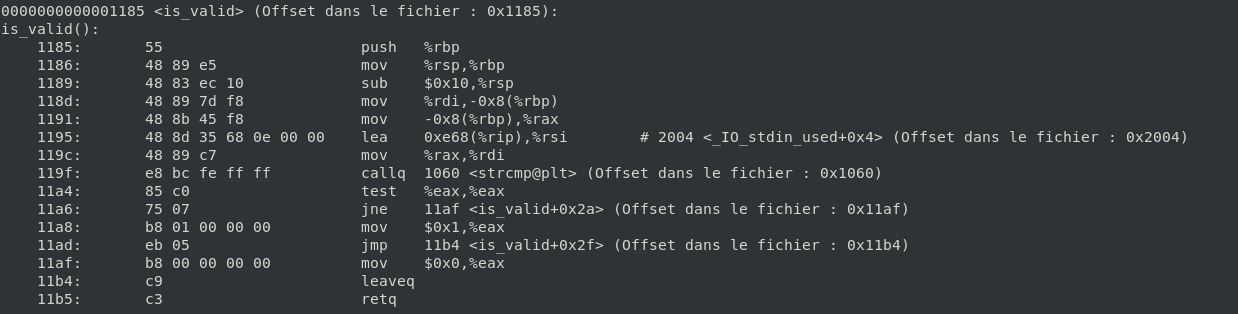 0000000000001185 <is_valid> (Offset dans le fichier : 0x1185):
is_valid():
    1185:       55                      push   %rbp
    1186:       48 89 e5                mov    %rsp,%rbp
    1189:       48 83 ec 10             sub    $0x10,%rsp
    118d:       48 89 7d f8             mov    %rdi,-0x8(%rbp)
    1191:       48 8b 45 f8             mov    -0x8(%rbp),%rax
    1195:       48 8d 35 68 0e 00 00    lea    0xe68(%rip),%rsi        # 2004 <_IO_stdin_used+0x4> (Offset dans le fichier : 0x2004)
    119c:       48 89 c7                mov    %rax,%rdi
    119f:       e8 bc fe ff ff          callq  1060 <strcmp@plt> (Offset dans le fichier : 0x1060)
    11a4:       85 c0                   test   %eax,%eax
    11a6:       75 07                   jne    11af <is_valid+0x2a> (Offset dans le fichier : 0x11af)
    11a8:       b8 01 00 00 00          mov    $0x1,%eax
    11ad:       eb 05                   jmp    11b4 <is_valid+0x2f> (Offset dans le fichier : 0x11b4)
    11af:       b8 00 00 00 00          mov    $0x0,%eax
    11b4:       c9                      leaveq
    11b5:       c3                      retq